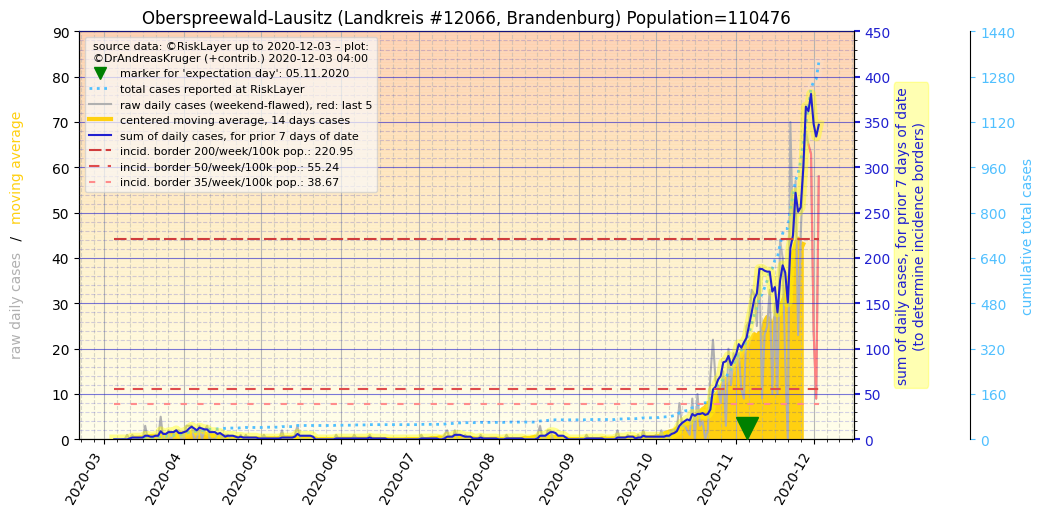 Oberspreewald-Lausitz (Landkreis #12066, Brandenburg) Population=110476
source data: ©RiskLayer up to 2020-12-03 – plot:
©DrAndreasKruger (+contrib.) 2020-12-03 04:00
marker for 'expectation day': 05.11.2020
total cases reported at RiskLayer
raw daily cases (weekend-flawed), red: last 5
centered moving average, 14 days cases
sum of daily cases, for prior 7 days of date
incid. border 200/week/100k pop.: 220.95
incid. border 50/week/100k pop.: 55.24
incid. border 35/week/100k pop.: 38.67
raw daily cases / moving average
90
80
70
60
50
40
30
20
10
0
2020-03
2020-04
2020-05
2020-06
2020-07
2020-08
2020-09
2020-10
2020-11
2020-12
450
400
350
300
250
200
150
100
50
0
sum of daily cases, for prior 7 days of date
(to determine incidence borders)
1440
1280
1120
960
800
640
480
320
160
0
cumulative total cases